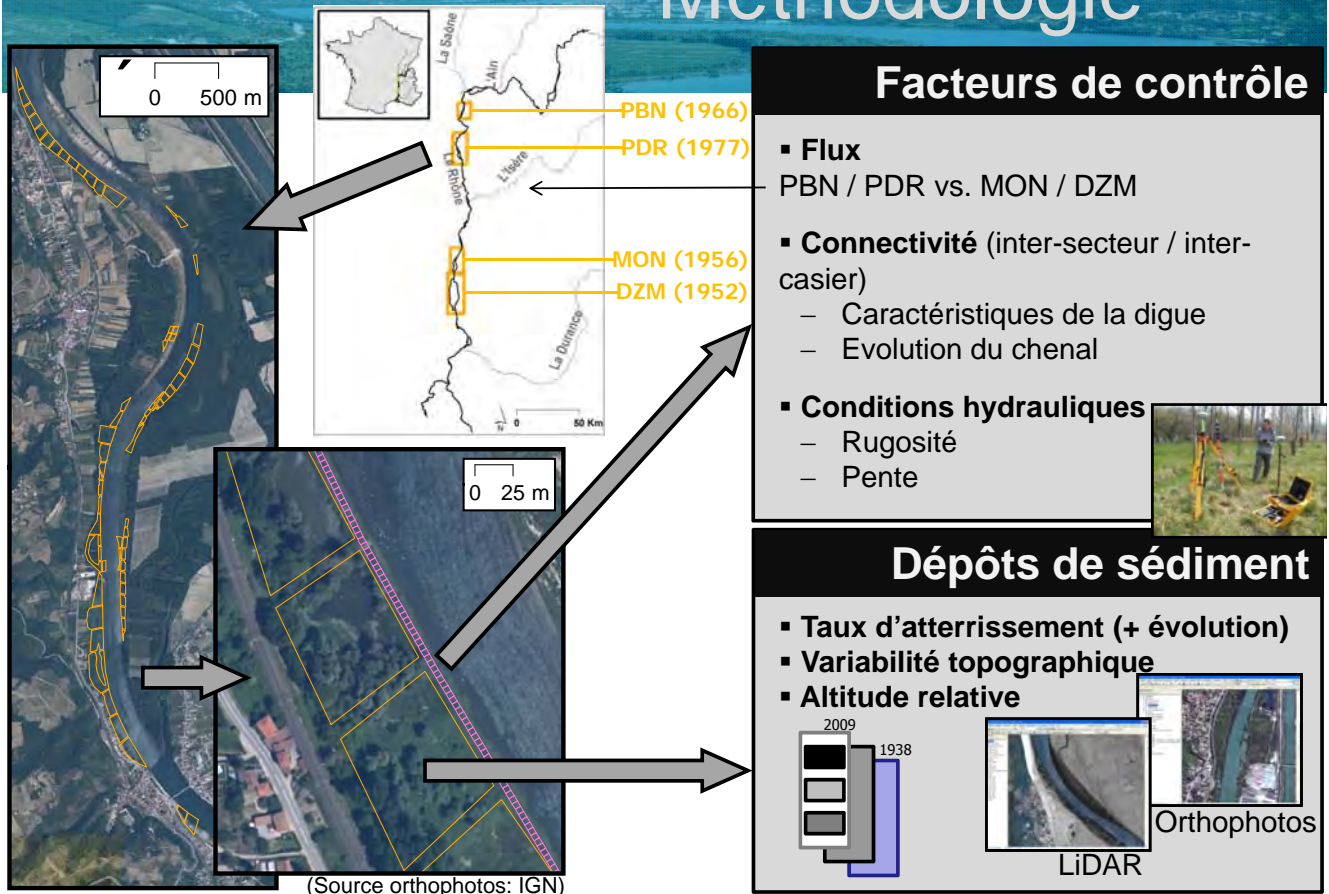 Méthodologie
0 500 m
La Saône
L'Ain
PBN (1966)
PDR (1977)
L'Isère
Le Rhône
MON (1956)
DZM (1952)
La Durance
N 0 50 Km
0 25 m
(Source orthophotos: IGN)
Facteurs de contrôle
▪ Flux
PBN / PDR vs. MON / DZM
▪ Connectivité (inter-secteur / inter-
casier)
– Caractéristiques de la digue
– Evolution du chenal
▪ Conditions hydrauliques
– Rugosité
– Pente
Dépôts de sédiment
▪ Taux d'atterrissement (+ évolution)
▪ Variabilité topographique
▪ Altitude relative
2009
1938
Orthophotos
LiDAR